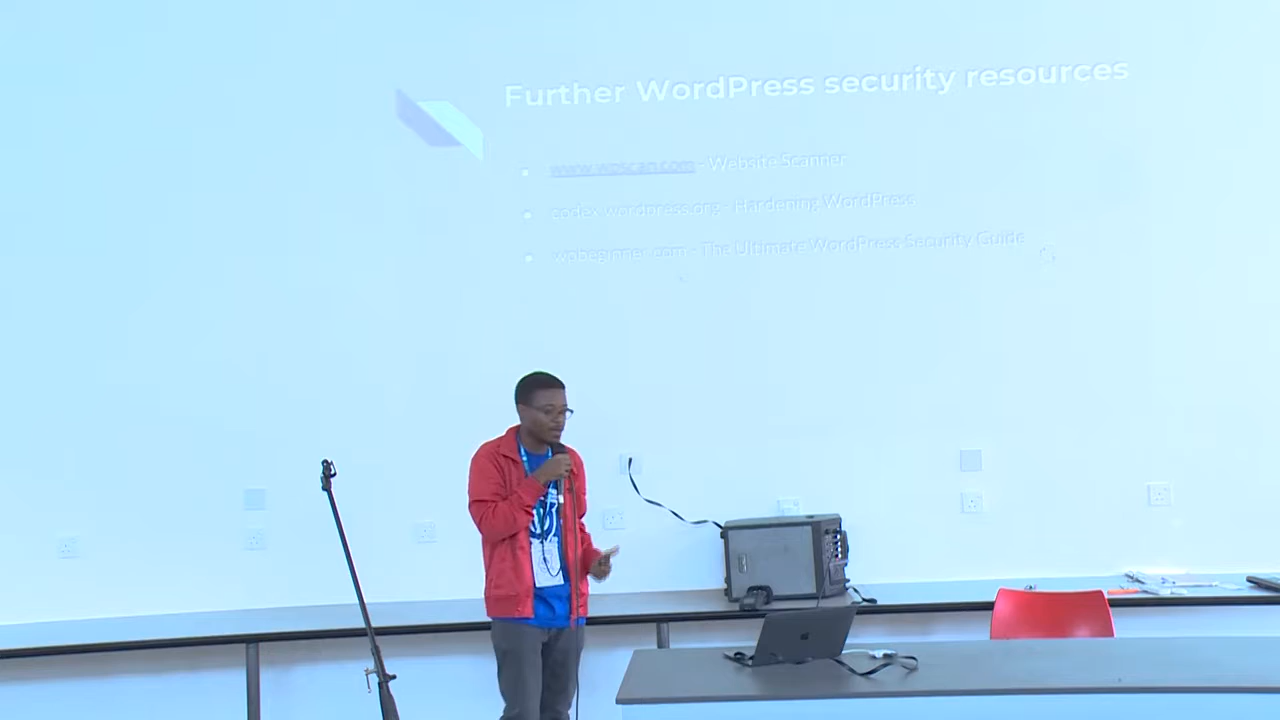 Further WordPress security resources
www.wpscan.com - Website Scanner
codex.wordpress.org - Hardening WordPress
wpbeginner.com - The Ultimate WordPress Security Guide